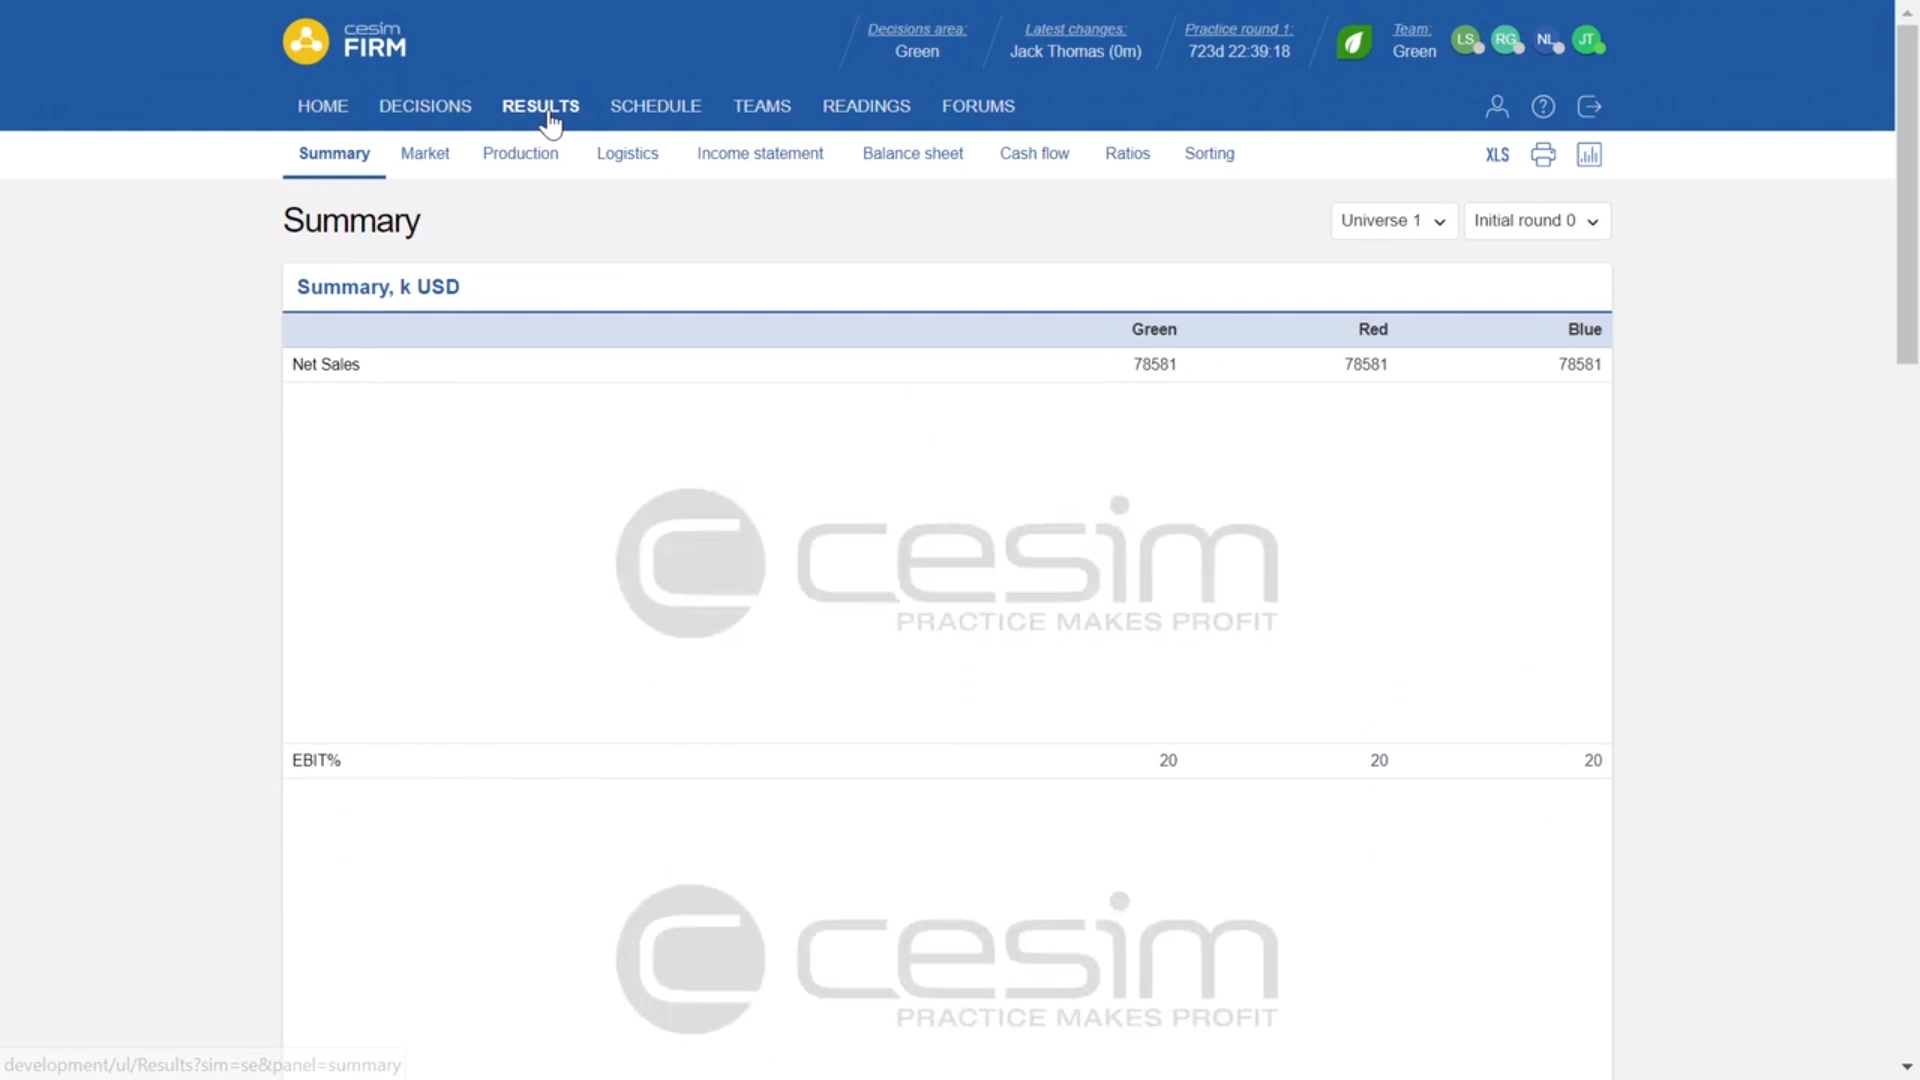 cesim
FIRM
Decisions area:
Green
Latest changes:
Jack Thomas (0m)
Practice round 1:
723d 22:39:18
Team:
Green
LS RG NL JT
HOME DECISIONS RESULTS SCHEDULE TEAMS READINGS FORUMS
Summary Market Production Logistics Income statement Balance sheet Cash flow Ratios Sorting XLS
Summary
Universe 1 Initial round 0
Summary, k USD
Green Red Blue
Net Sales 78581 78581 78581
cesim
PRACTICE MAKES PROFIT
EBIT% 20 20 20
cesim
PRACTICE MAKES PROFIT
development/ul/Results?sim=se&panel=summary